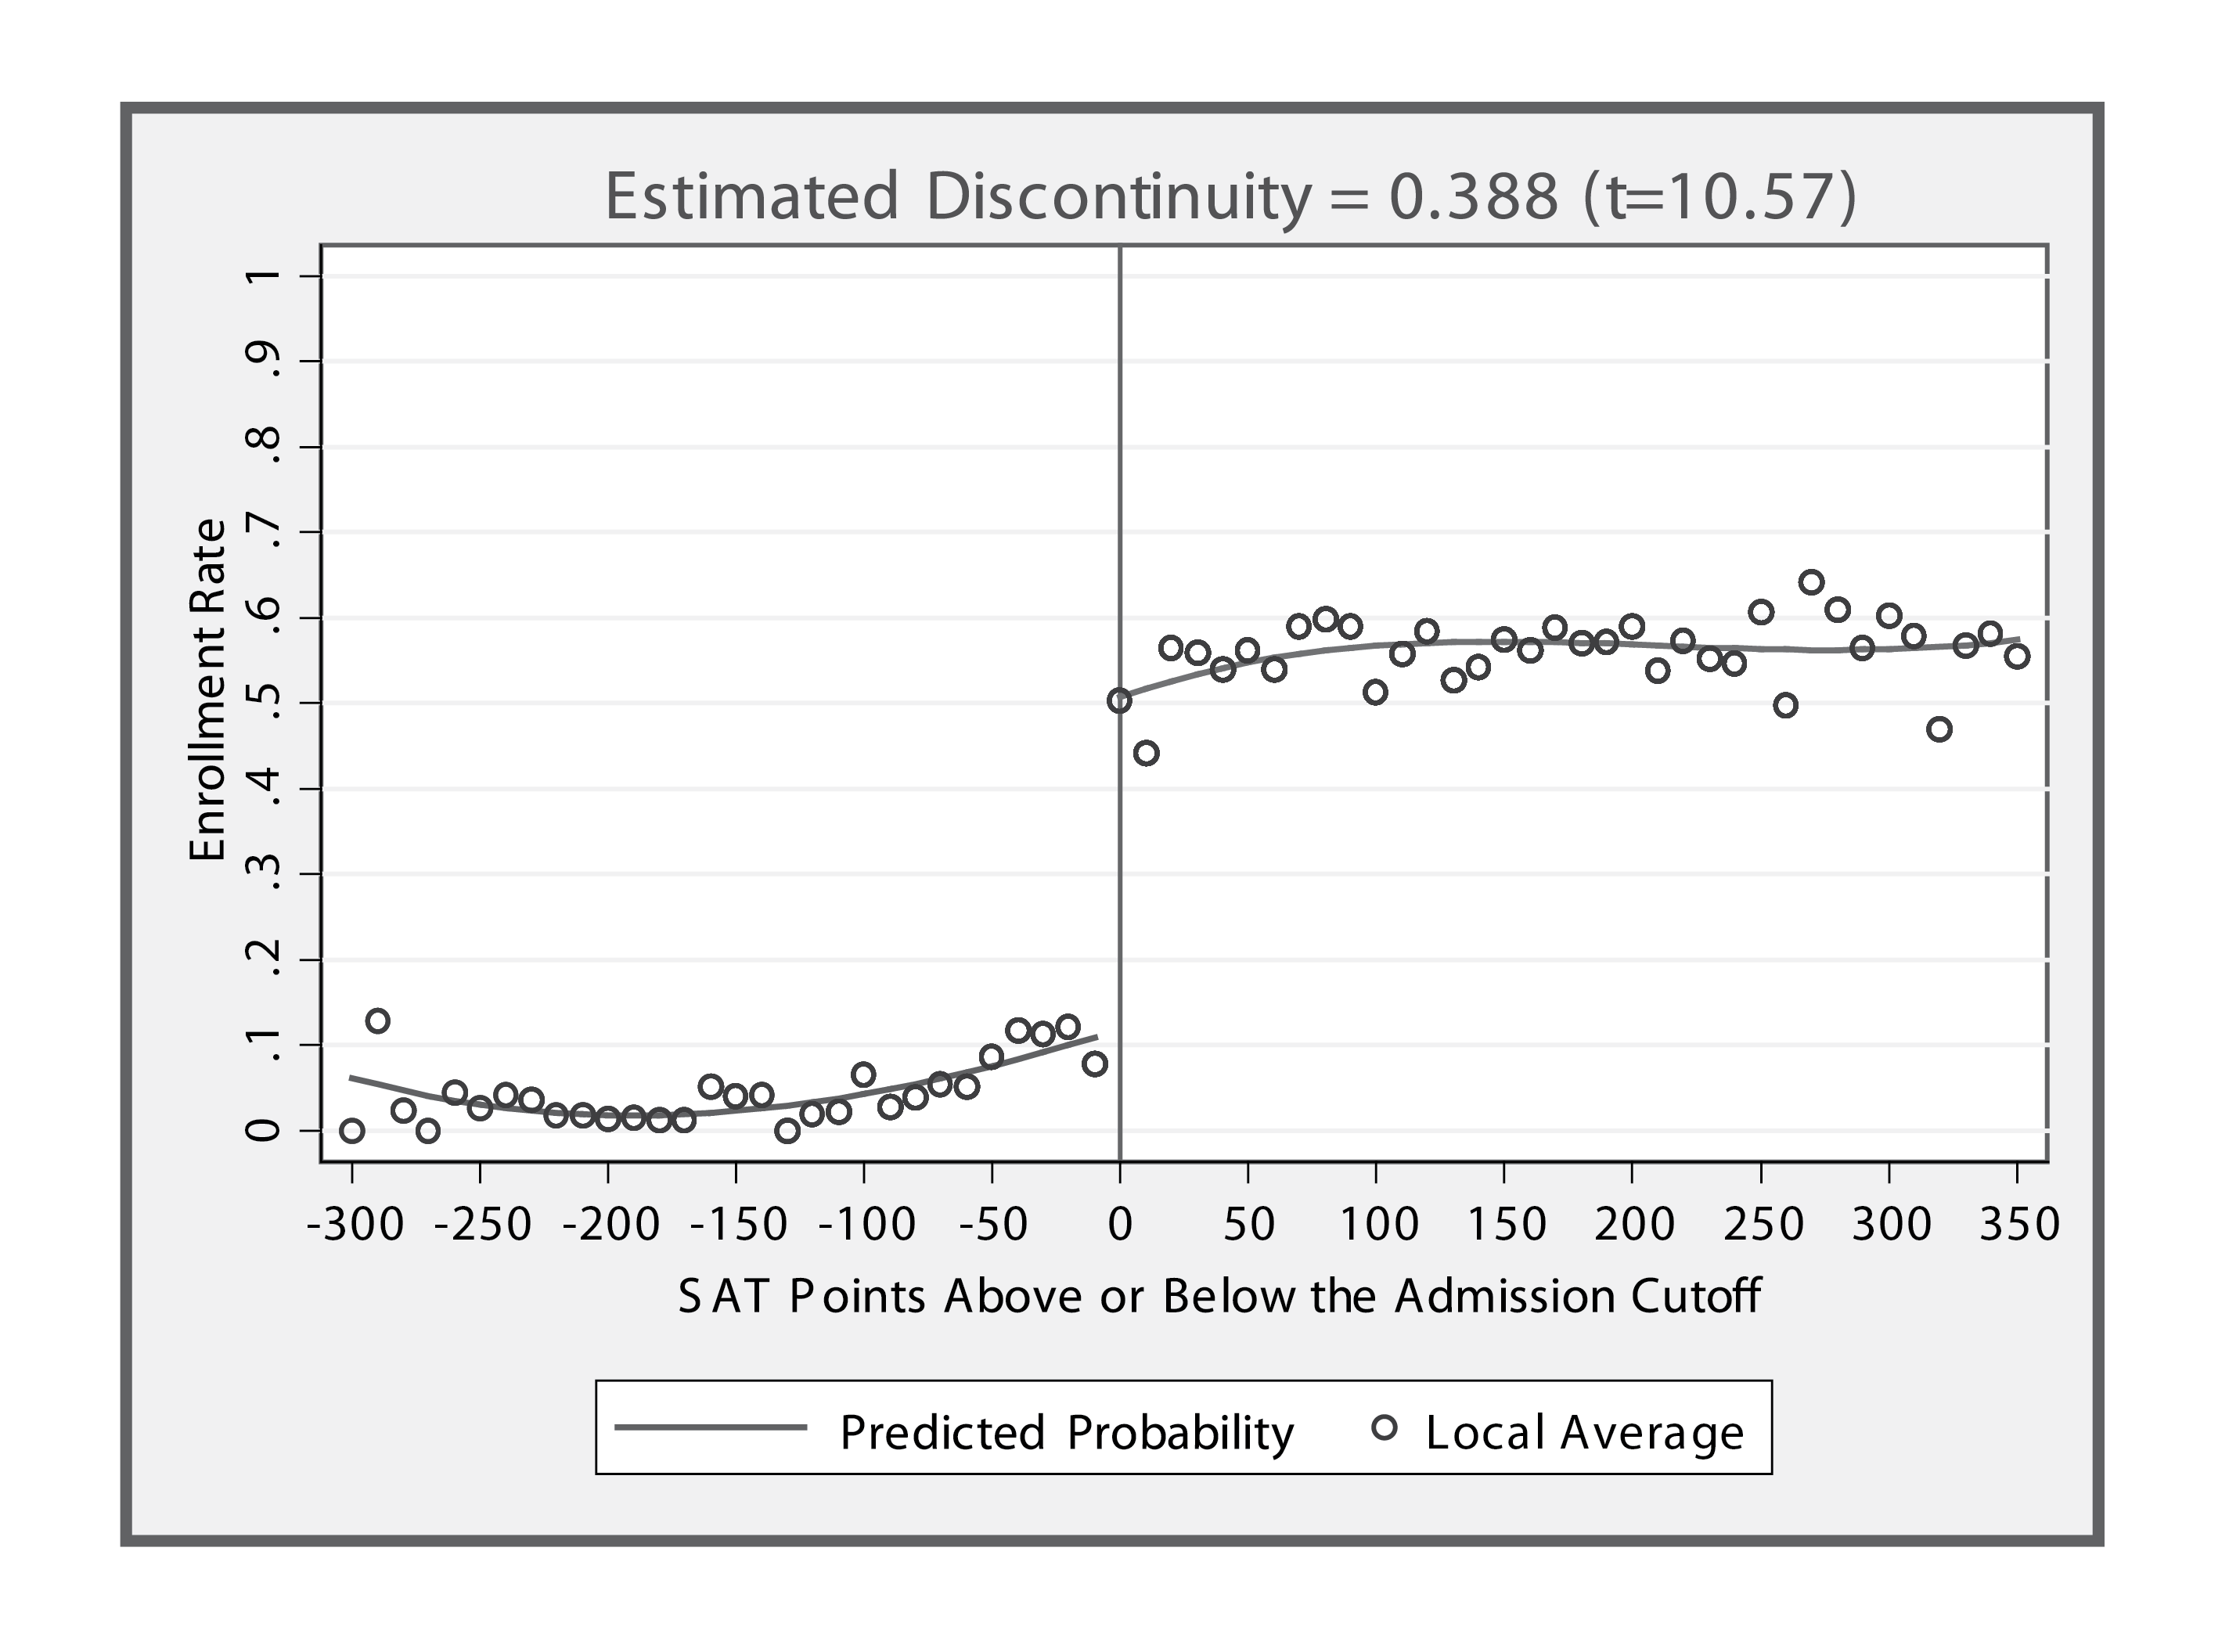 Estimated Discontinuity = 0.388 (t=10.57)
Enrollment Rate
1
.9
.8
.7
.6
.5
.4
.3
.2
.1
0
-300 -250 -200 -150 -100 -50 0 50 100 150 200 250 300 350
SAT Points Above or Below the Admission Cutoff
Predicted Probability Local Average